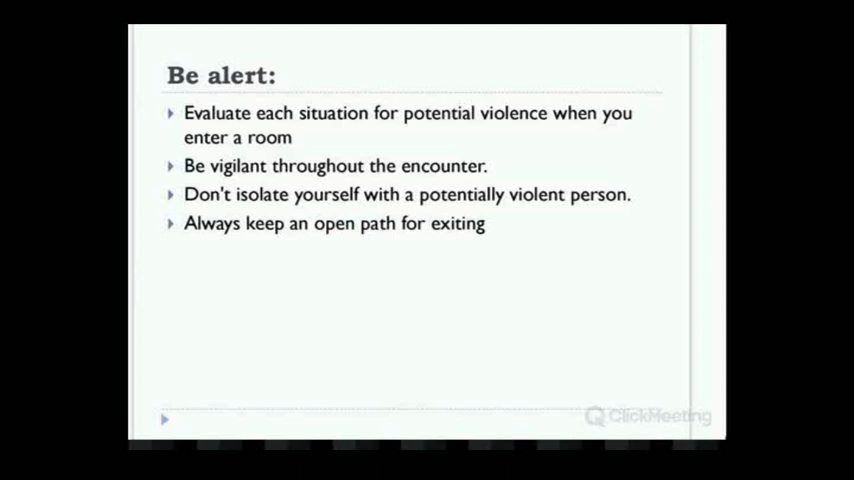 Be alert:
Evaluate each situation for potential violence when you
enter a room
Be vigilant throughout the encounter.
Don't isolate yourself with a potentially violent person.
Always keep an open path for exiting
ClickMeeting